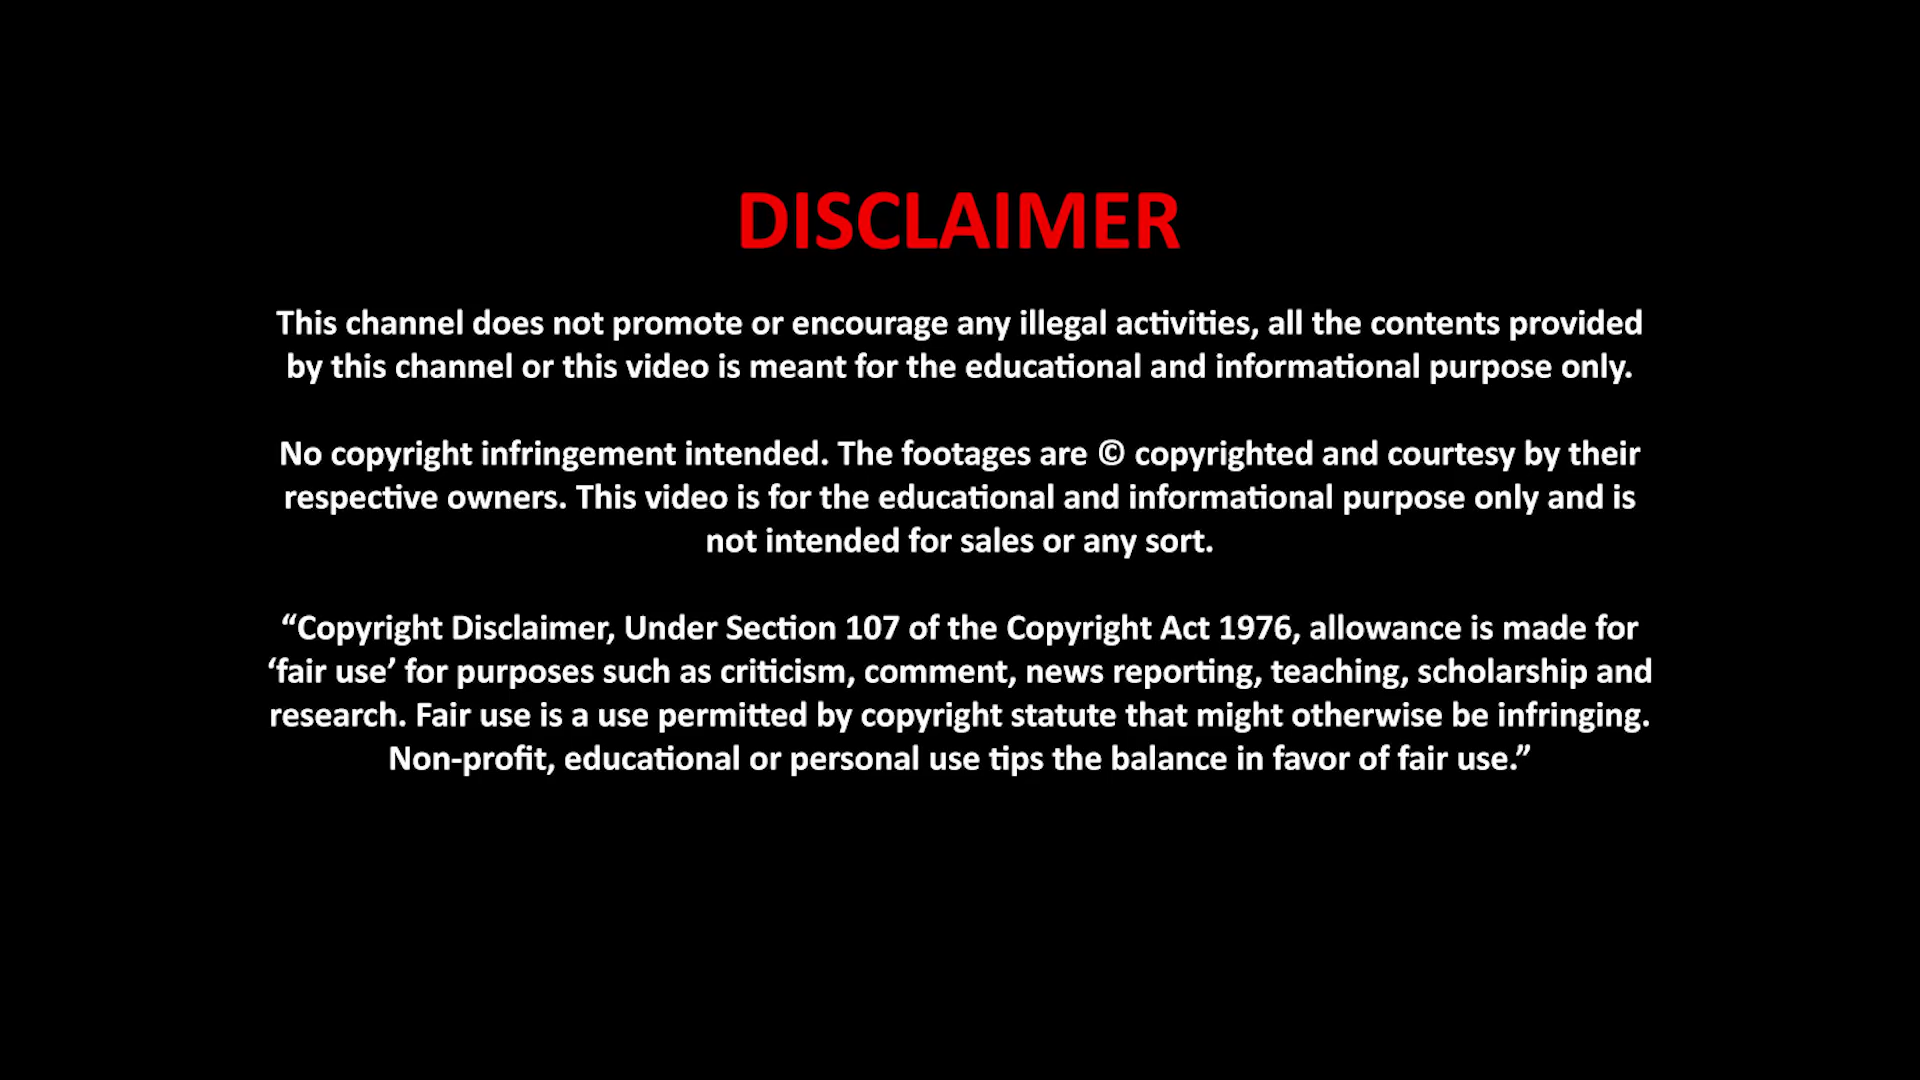 DISCLAIMER
This channel does not promote or encourage any illegal activities, all the contents provided
by this channel or this video is meant for the educational and informational purpose only.
No copyright infringement intended. The footages are © copyrighted and courtesy by their
respective owners. This video is for the educational and informational purpose only and is
not intended for sales or any sort.
“Copyright Disclaimer, Under Section 107 of the Copyright Act 1976, allowance is made for
‘fair use’ for purposes such as criticism, comment, news reporting, teaching, scholarship and
research. Fair use is a use permitted by copyright statute that might otherwise be infringing.
Non-profit, educational or personal use tips the balance in favor of fair use.”